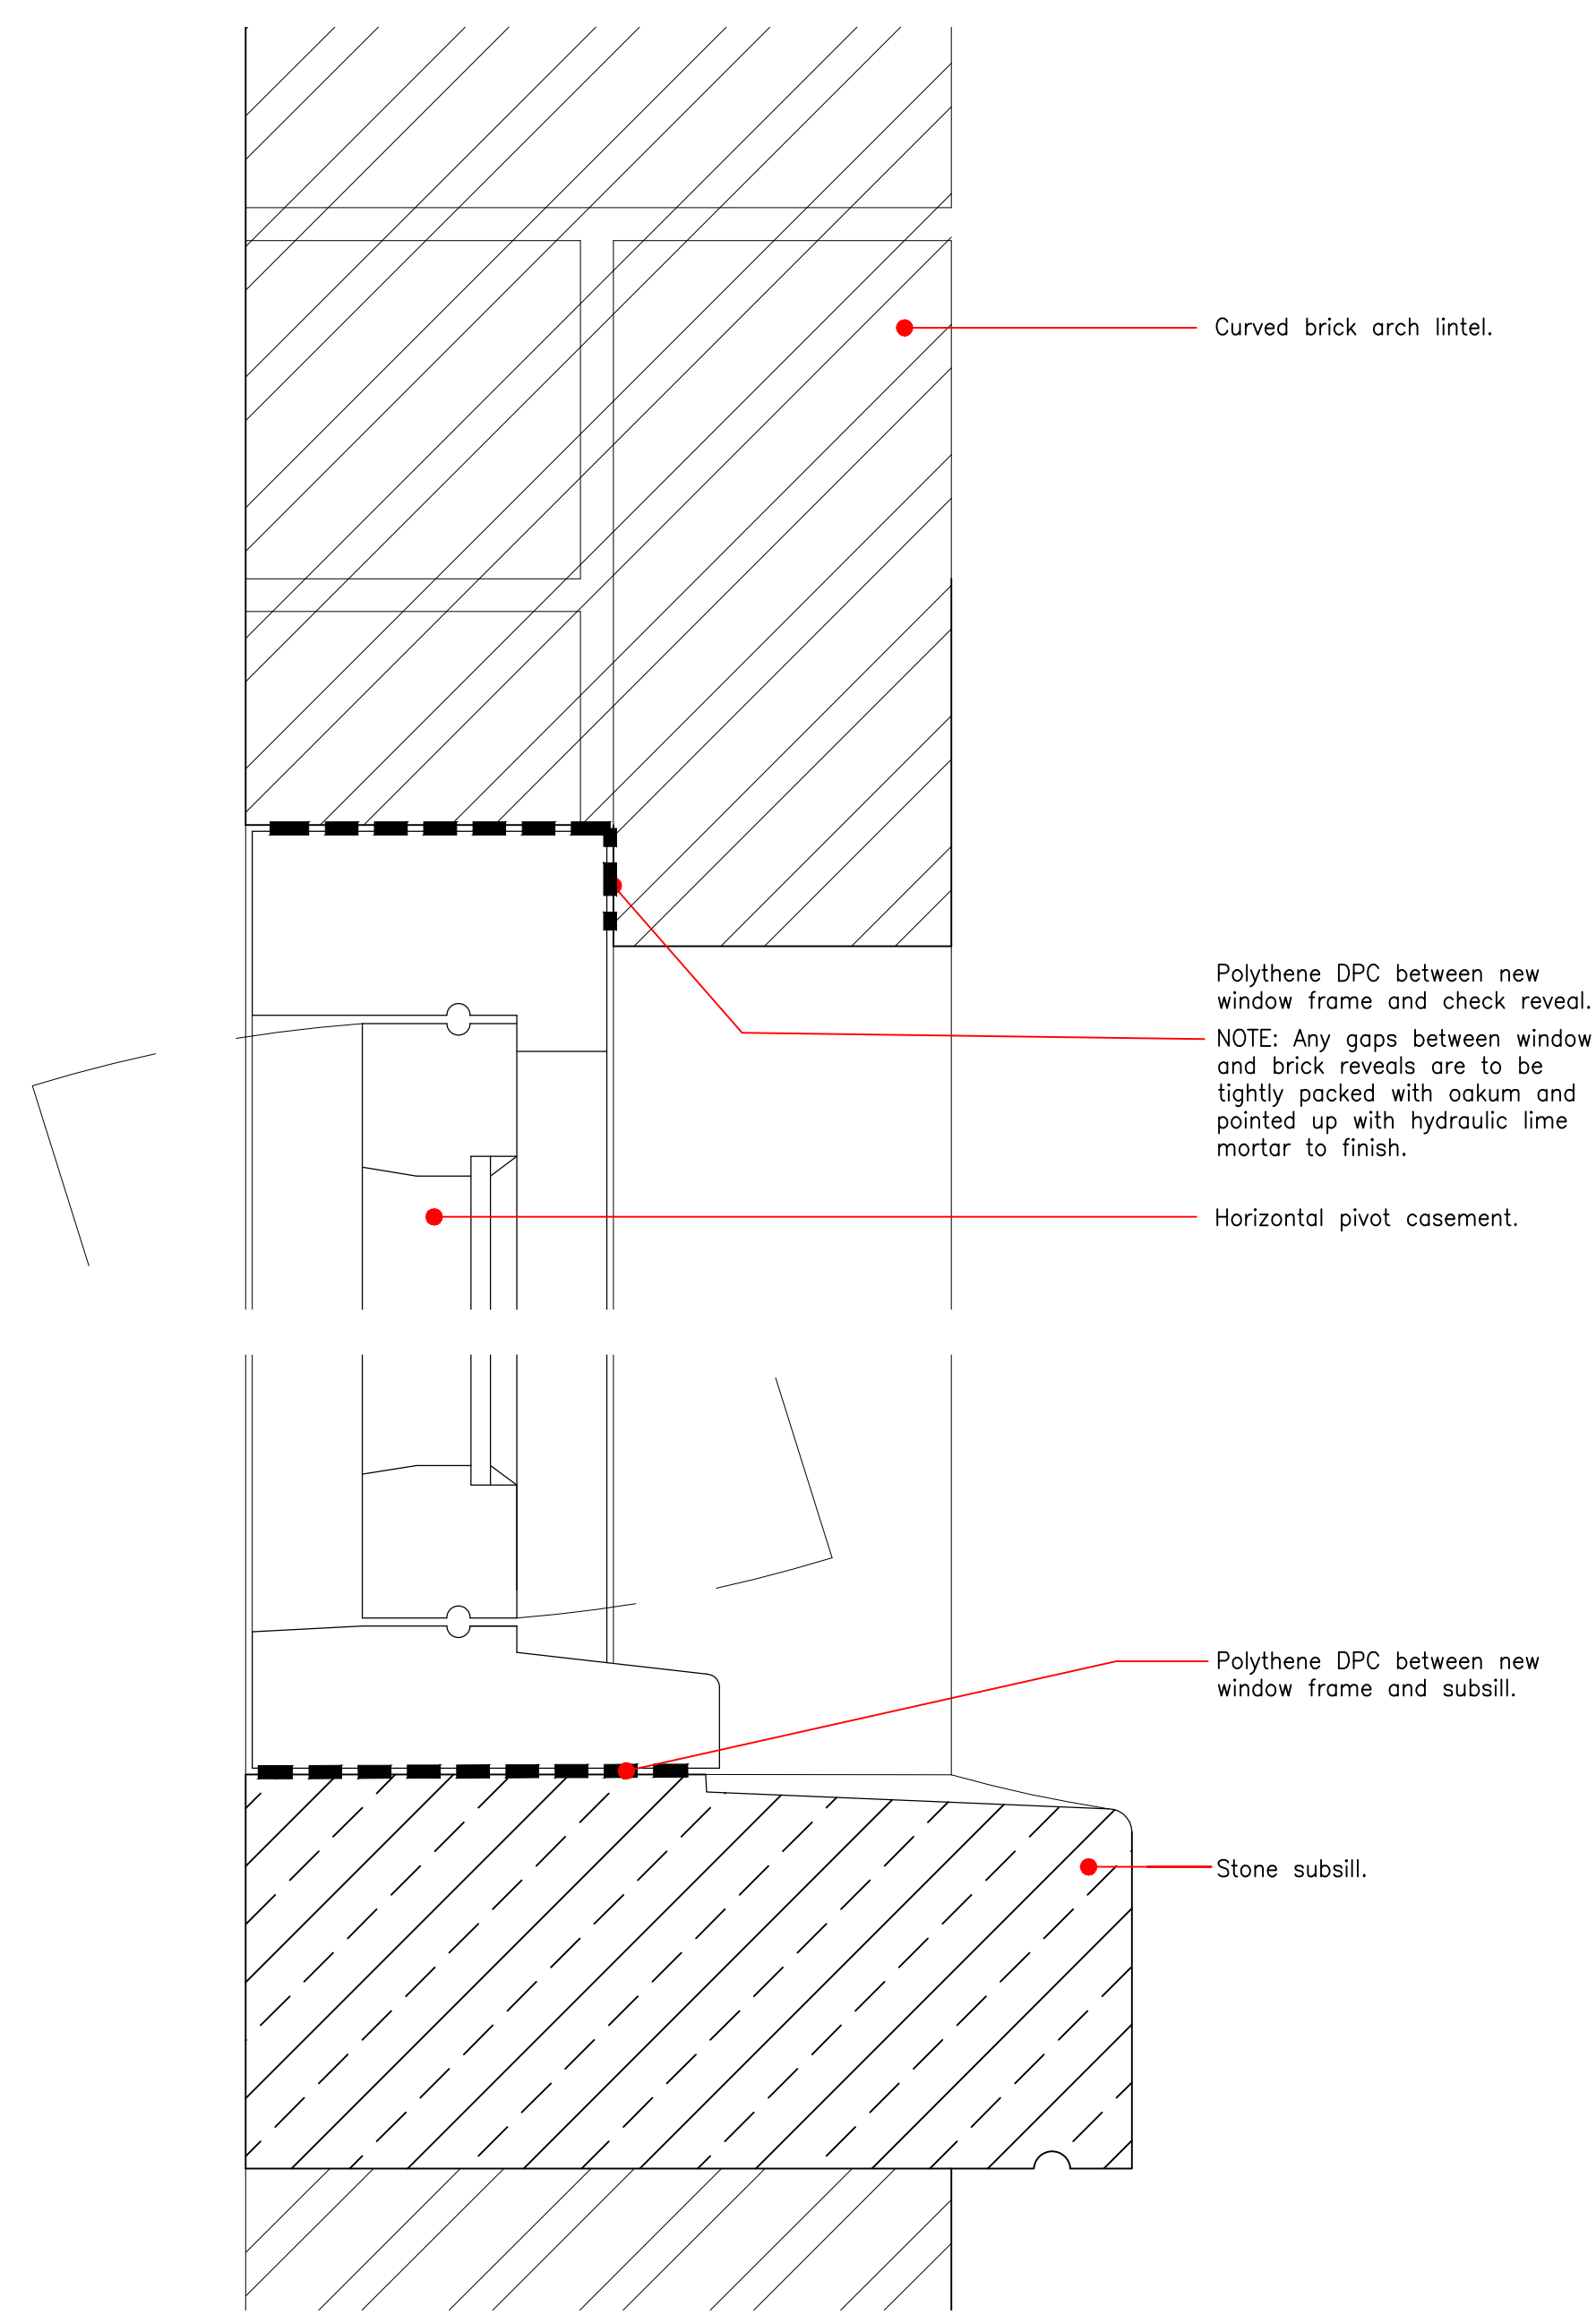 Curved brick arch lintel.
Polythene DPC between new
window frame and check reveal.
NOTE: Any gaps between window
and brick reveals are to be
tightly packed with oakum and
pointed up with hydraulic lime
mortar to finish.
Horizontal pivot casement.
Polythene DPC between new
window frame and subsill.
Stone subsill.